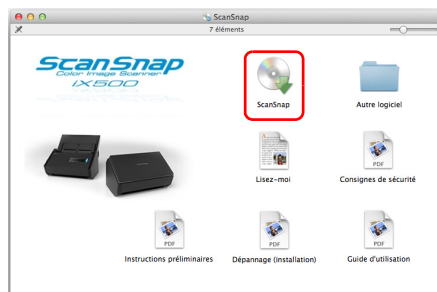 ScanSnap
7 éléments
ScanSnap
Color Image Scanner
iX500
ScanSnap
Autre logiciel
Lisez-moi
Consignes de sécurité
PDF
PDF
PDF
PDF
Instructions préliminaires
Dépannage (installation)
Guide d'utilisation